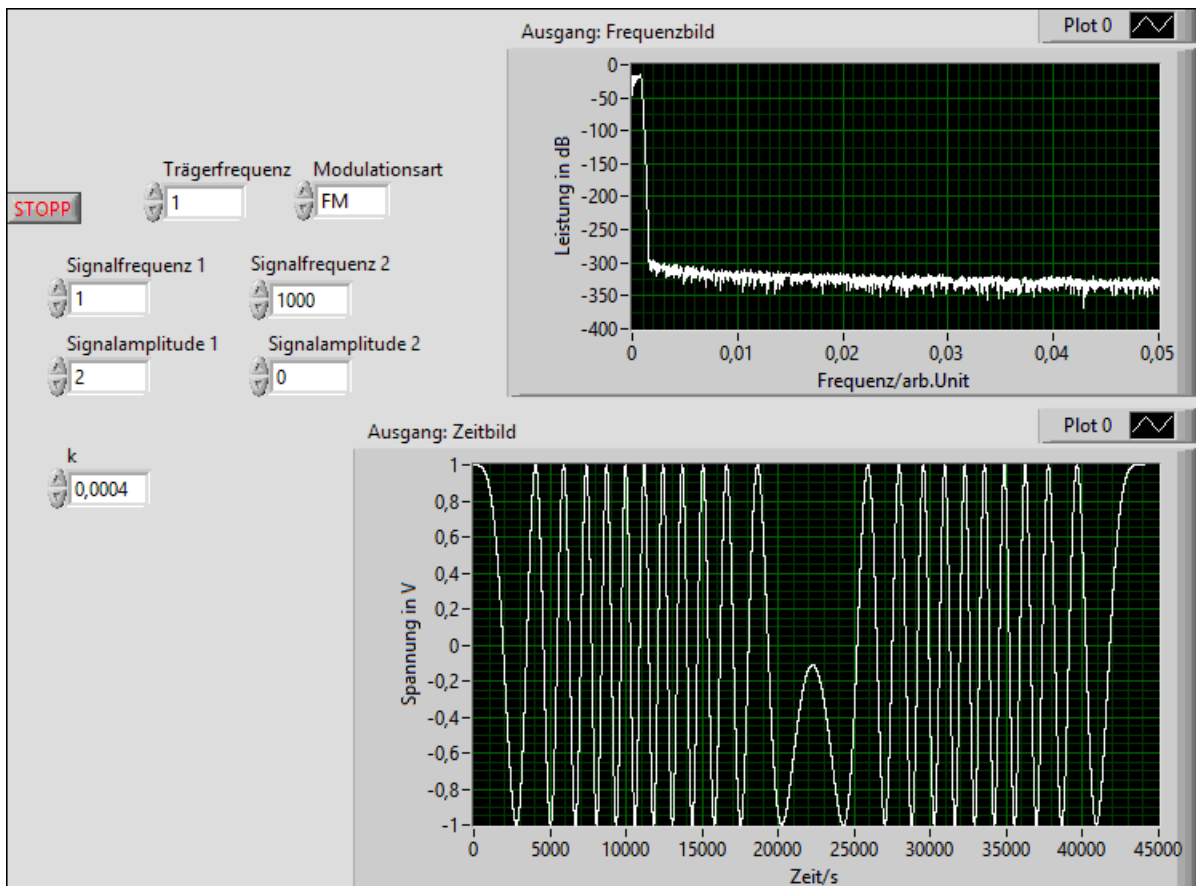 Ausgang: Frequenzbild
Plot 0
0
-50
-100
-150
-200
-250
-300
-350
-400
Leistung in dB
0 0,01 0,02 0,03 0,04 0,05
Frequenz/arb.Unit
STOPP
Trägerfrequenz Modulationsart
1 FM
Signalfrequenz 1 Signalfrequenz 2
1 1000
Signalamplitude 1 Signalamplitude 2
2 0
k
0,0004
Ausgang: Zeitbild
Plot 0
1
0,8
0,6
0,4
0,2
0
-0,2
-0,4
-0,6
-0,8
-1
Spannung in V
0 5000 10000 15000 20000 25000 30000 35000 40000 45000
Zeit/s